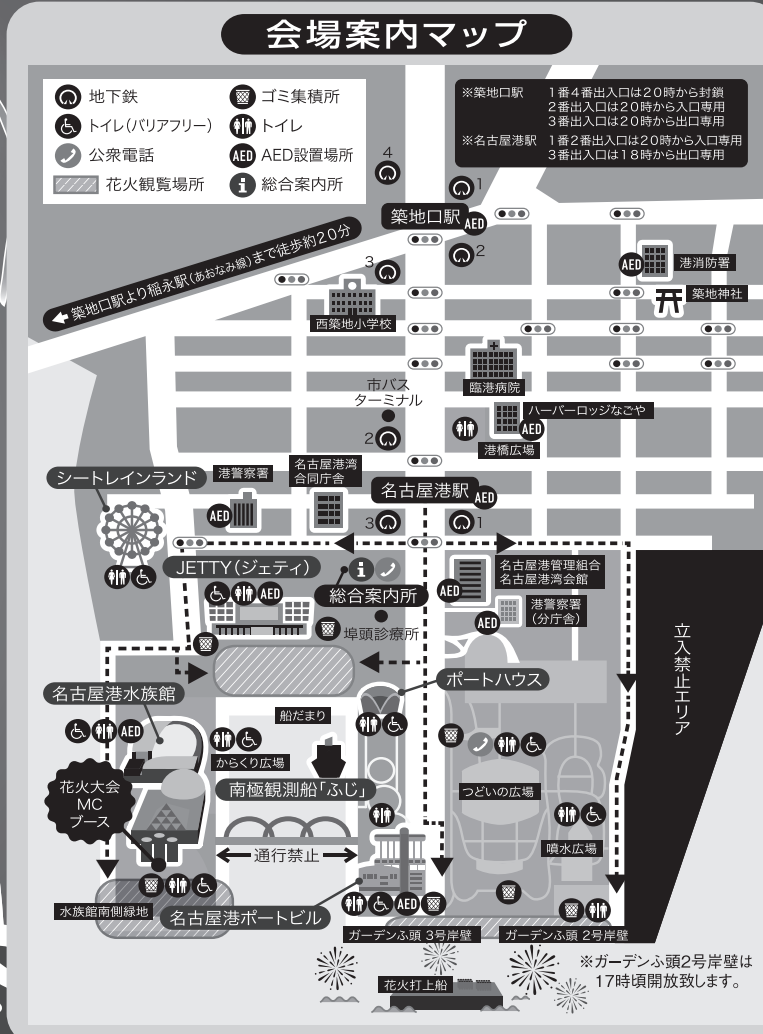 会場案内マップ
地下鉄
ゴミ集積所
トイレ(バリアフリー)
トイレ
公衆電話
AED
AED設置場所
花火観覧場所
総合案内所
※築地口駅 1番4番出入口は20時から封鎖
2番出入口は20時から入口専用
3番出入口は20時から出口専用
※名古屋港駅 1番2番出入口は20時から入口専用
3番出入口は18時から出口専用
4
1
築地口駅
AED
2
3
築地口駅より稲永駅(あおなみ線)まで徒歩約20分
AED
港消防署
築地神社
西築地小学校
臨港病院
市バス
ターミナル
2
ハーバーロッジなごや
AED
港橋広場
シートレインランド
港警察署
AED
名古屋港湾
合同庁舎
名古屋港駅
AED
3
1
JETTY(ジェティ)
AED
総合案内所
埠頭診療所
AED
名古屋港管理組合
名古屋港湾会館
AED
港警察署
(分庁舎)
立入禁止エリア
名古屋港水族館
AED
ポートハウス
船だまり
からくり広場
南極観測船「ふじ」
つどいの広場
噴水広場
花火大会
MC
ブース
通行禁止
水族館南側緑地
名古屋港ポートビル
AED
ガーデンふ頭 3号岸壁
ガーデンふ頭 2号岸壁
花火打上船
※ガーデンふ頭2号岸壁は
17時頃開放致します。